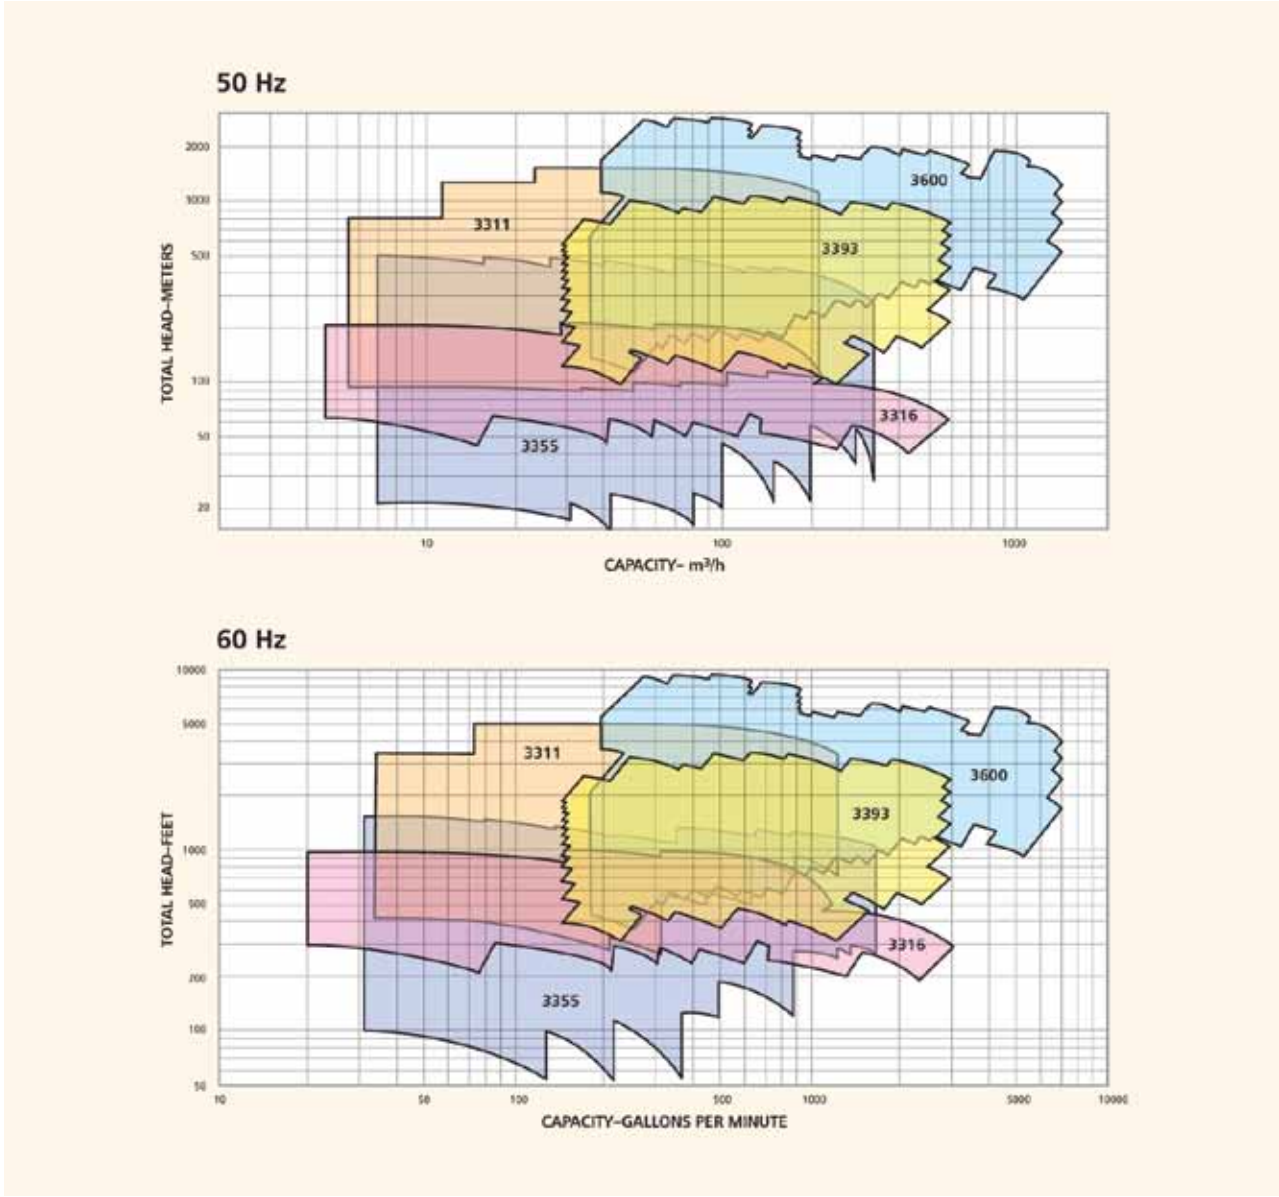 50 Hz
2000
1000
500
100
50
20
TOTAL HEAD–METERS
3600
3311
3393
3316
3355
10 100 1000
CAPACITY– m³/h
60 Hz
10000
5000
1000
500
200
100
50
TOTAL HEAD–FEET
3311
3600
3393
3316
3355
10 50 100 500 1000 5000 10000
CAPACITY–GALLONS PER MINUTE